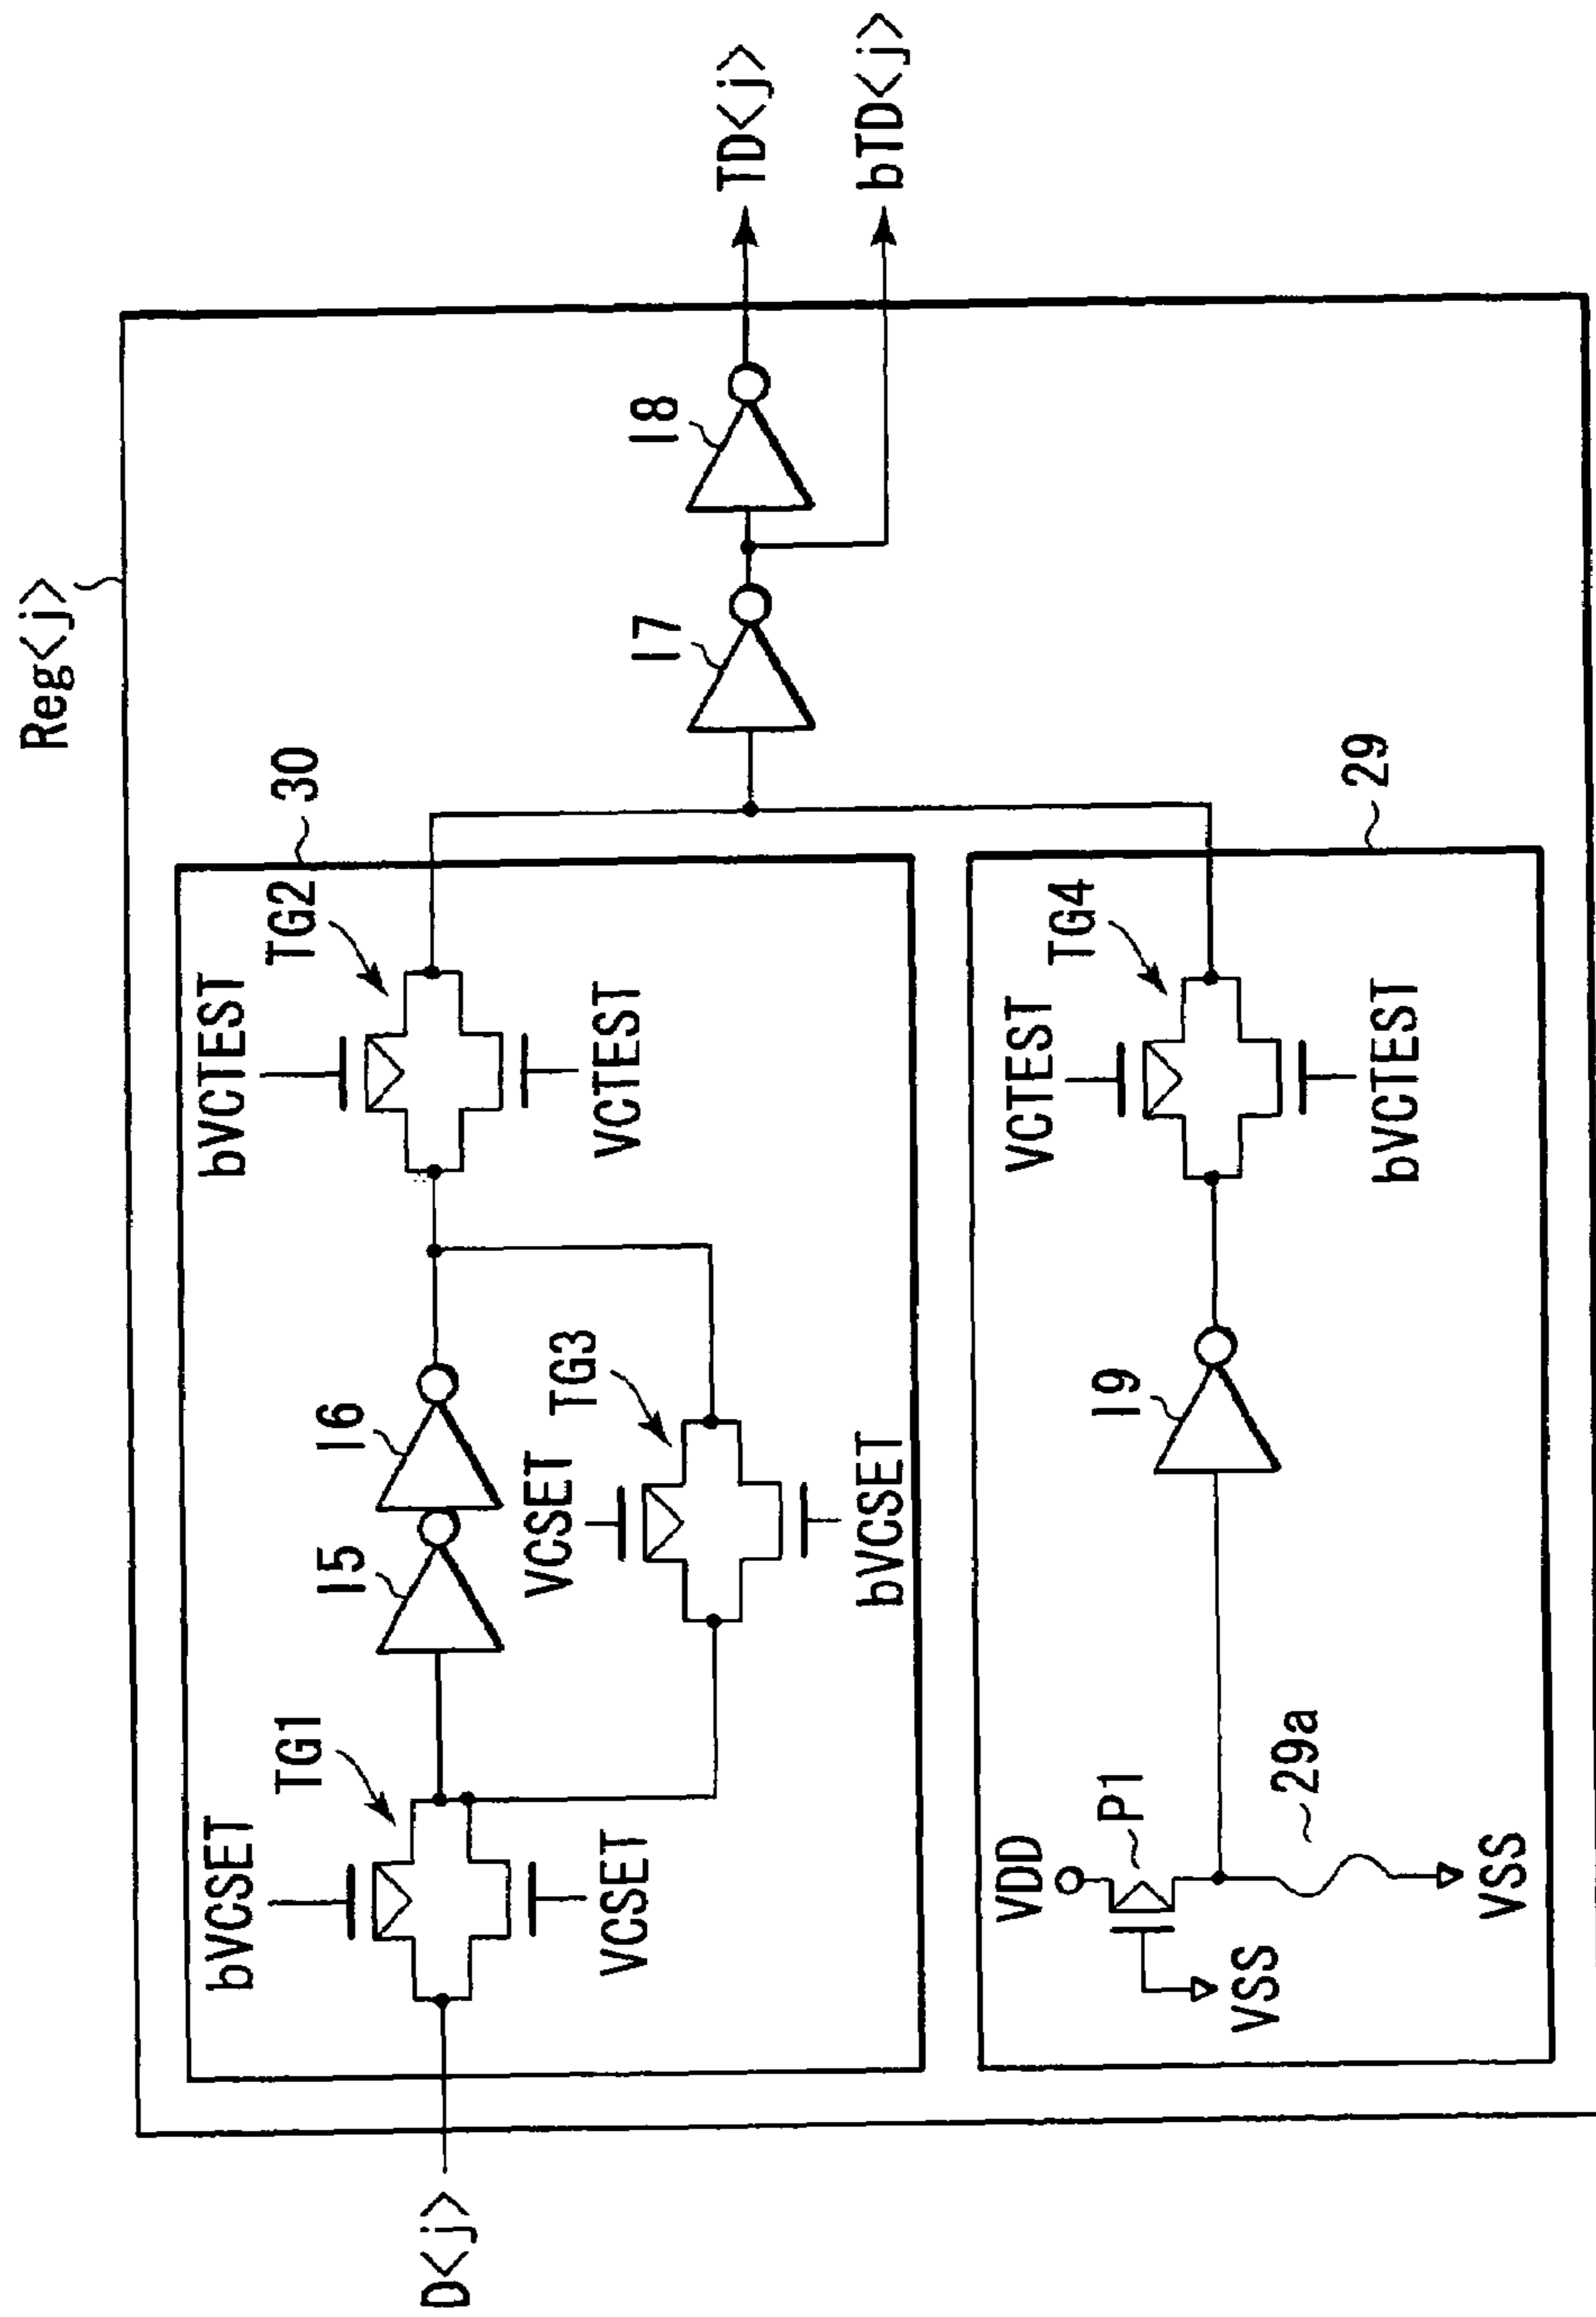 Reg<j>
30
bVCSET
TG1
VCSET
I5
I6
VCSET
TG3
bVCSET
bVCTEST
TG2
VCTEST
D<j>
I7
I8
TD<j>
bTD<j>
29
VDD
P1
VSS
29a
VSS
I9
VCTEST
TG4
bVCTEST